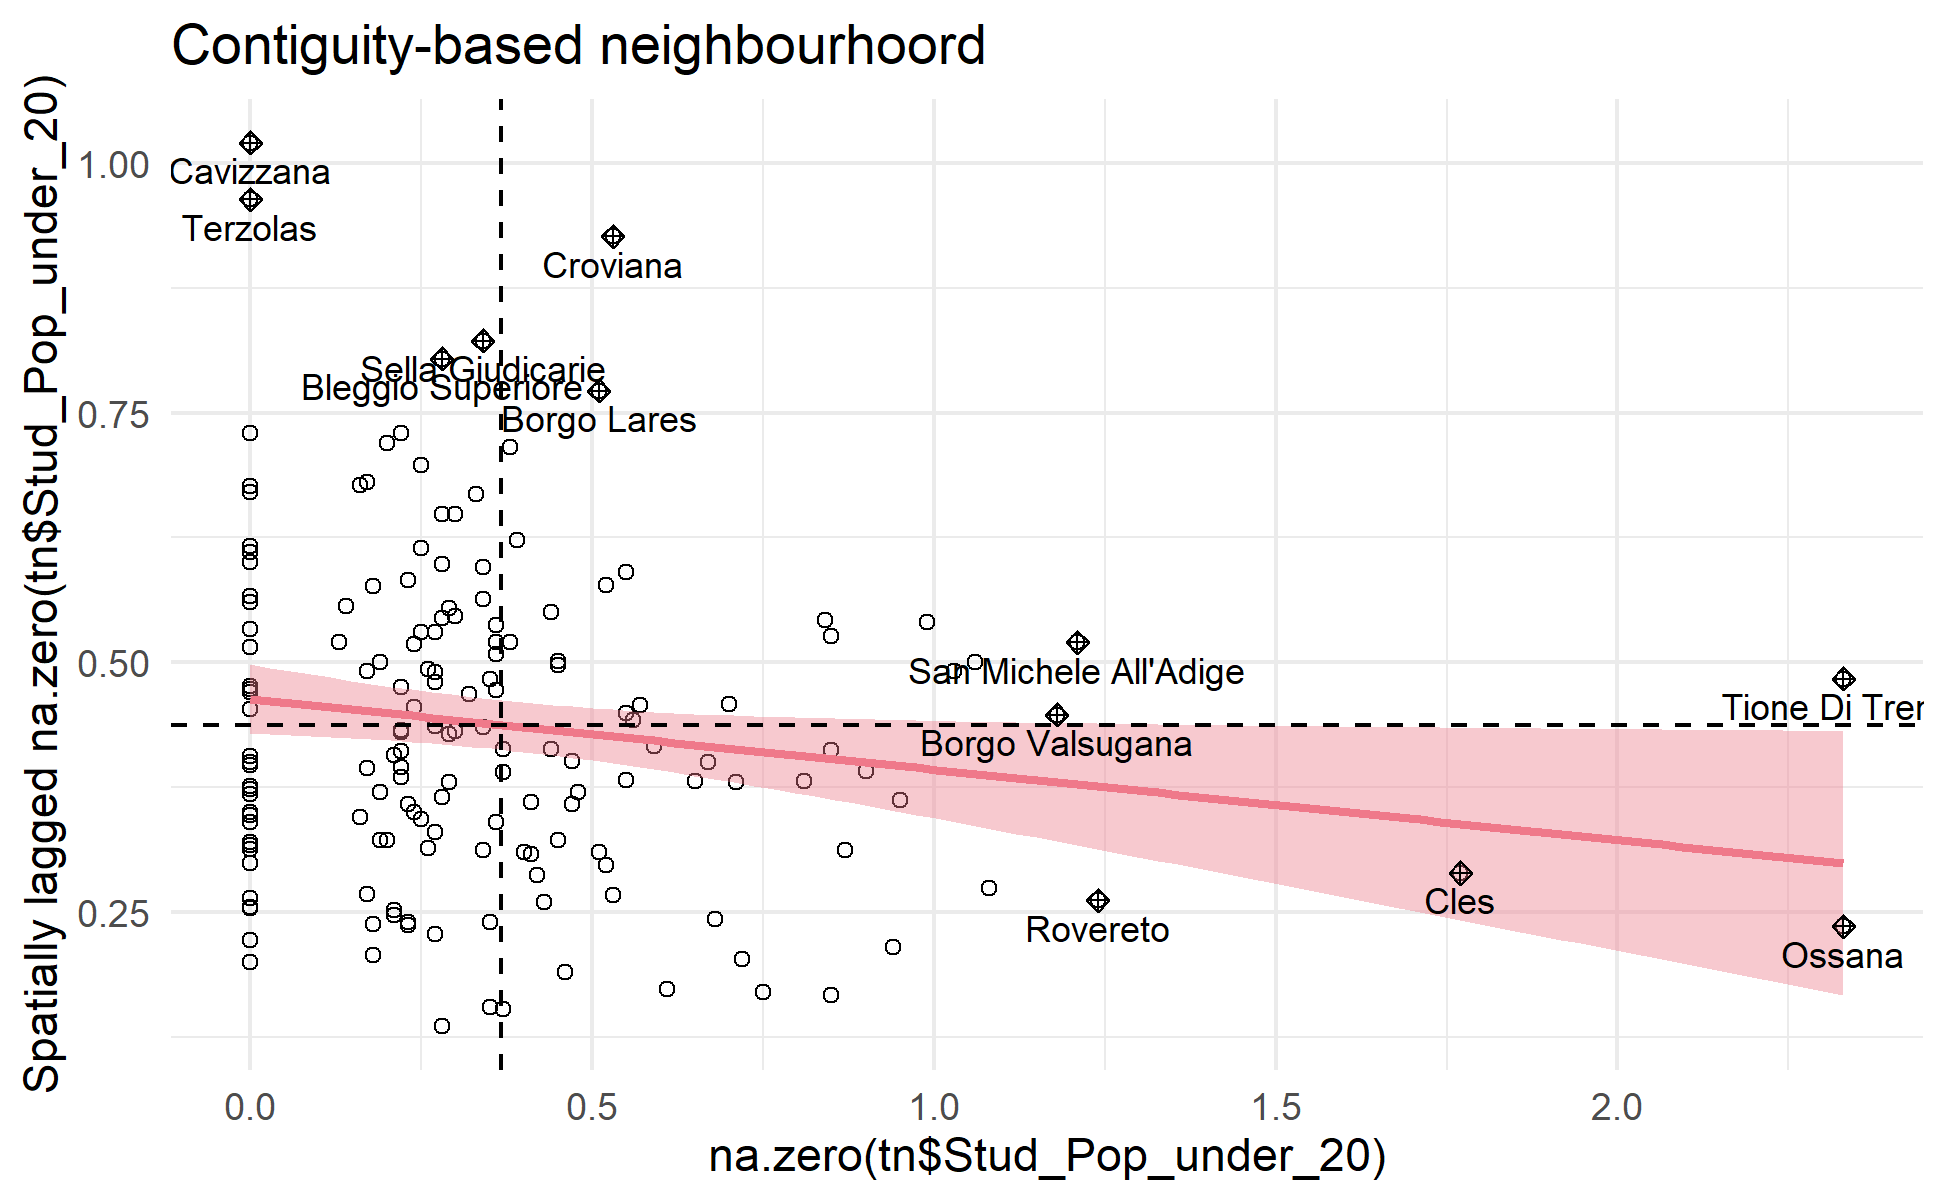 Contiguity-based neighbourhoord
Spatially lagged na.zero(tn$Stud_Pop_under_20)
1.00
0.75
0.50
0.25
Cavizzana
Terzolas
Croviana
Sella Giudicarie
Bleggio Superiore
Borgo Lares
San Michele All'Adige
Tione Di Tren
Borgo Valsugana
Cles
Rovereto
Ossana
0.0
0.5
1.0
1.5
2.0
na.zero(tn$Stud_Pop_under_20)